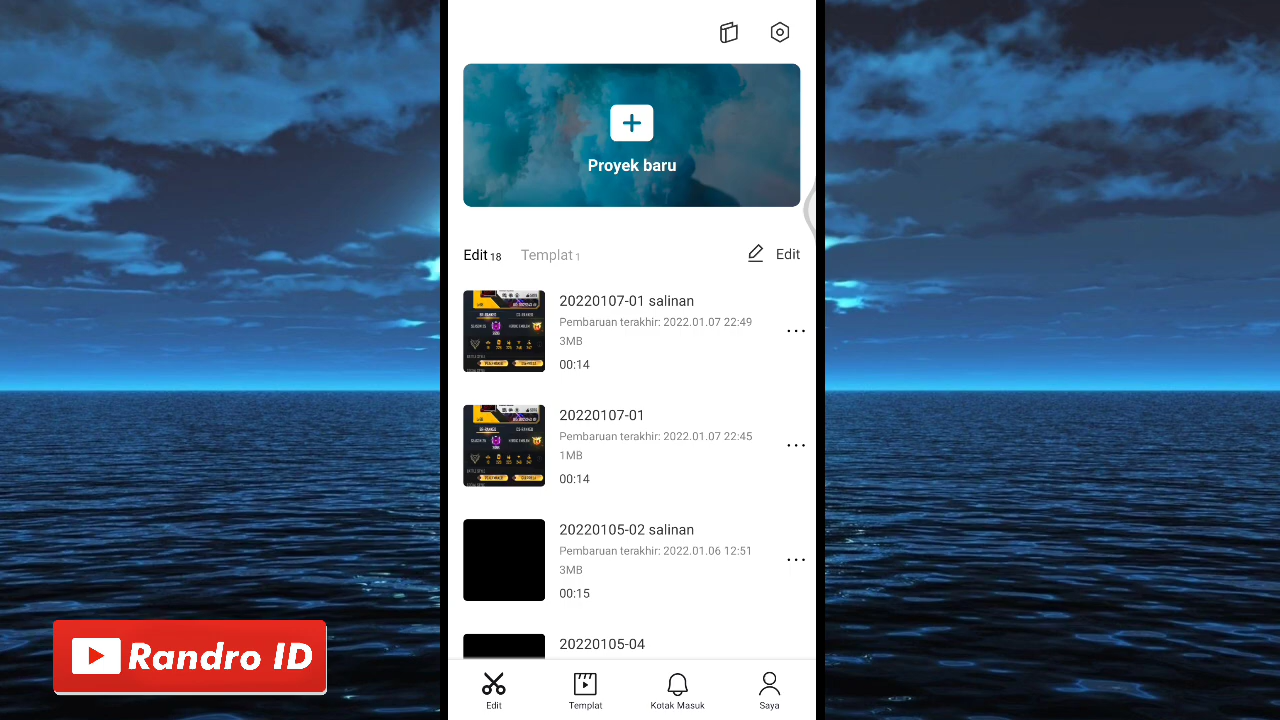 Proyek baru
Edit 18
Templat 1
Edit
20220107-01 salinan
Pembaruan terakhir: 2022.01.07 22:49
3MB
00:14
20220107-01
Pembaruan terakhir: 2022.01.07 22:45
1MB
00:14
20220105-02 salinan
Pembaruan terakhir: 2022.01.06 12:51
3MB
00:15
20220105-04
Edit
Templat
Kotak Masuk
Saya
Randro ID